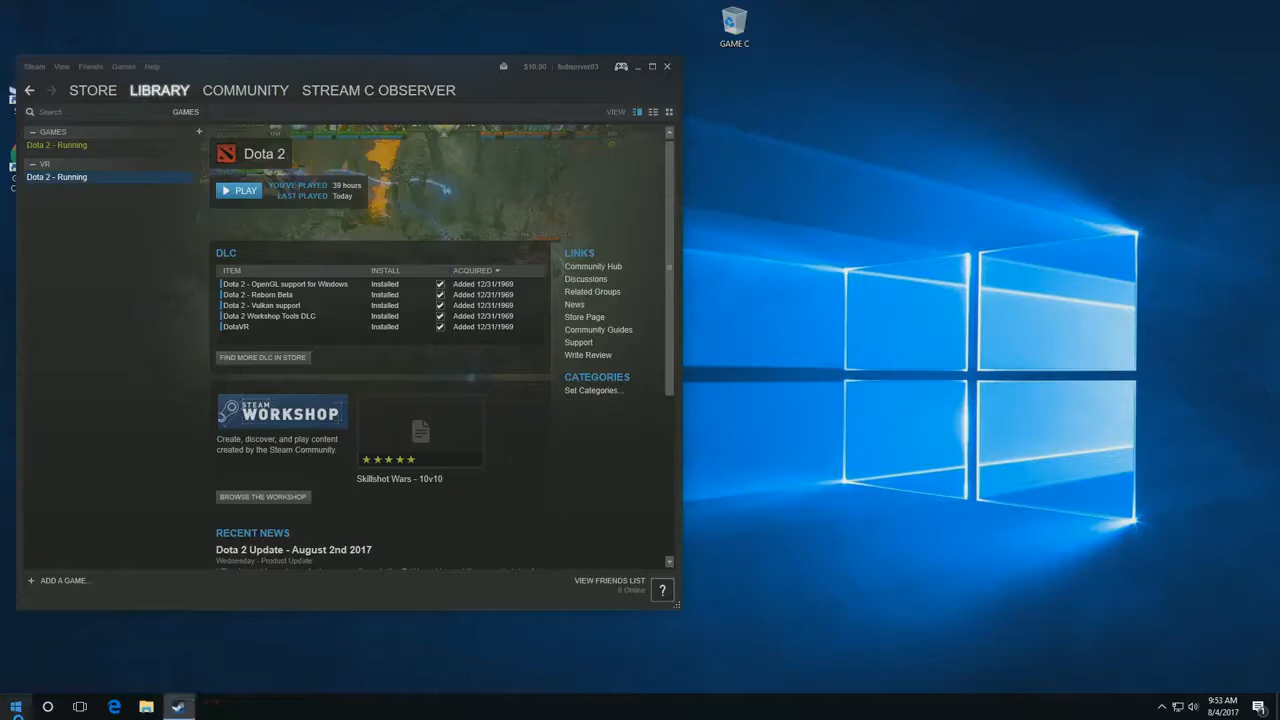 GAME C
Steam View Friends Games Help
$10.00
STORE LIBRARY COMMUNITY STREAM C OBSERVER
Search GAMES VIEW
GAMES
Dota 2 - Running
VR
Dota 2 - Running
Dota 2
PLAY
YOU'VE PLAYED 39 hours
LAST PLAYED Today
DLC
ITEM INSTALL ACQUIRED
Dota 2 - OpenGL support for Windows Installed Added 12/31/1969
Dota 2 - Reborn Beta Installed Added 12/31/1969
Dota 2 - Vulkan support Installed Added 12/31/1969
Dota 2 Workshop Tools DLC Installed Added 12/31/1969
DotaVR Installed Added 12/31/1969
FIND MORE DLC IN STORE
LINKS
Community Hub
Discussions
Related Groups
News
Store Page
Community Guides
Support
Write Review
CATEGORIES
Set Categories...
STEAM
WORKSHOP
Create, discover, and play content
created by the Steam Community.
Skillshot Wars - 10v10
BROWSE THE WORKSHOP
RECENT NEWS
Dota 2 Update - August 2nd 2017
Wednesday - Product Update
+ ADD A GAME...
VIEW FRIENDS LIST
0 Online
?
9:53 AM
8/4/2017
1